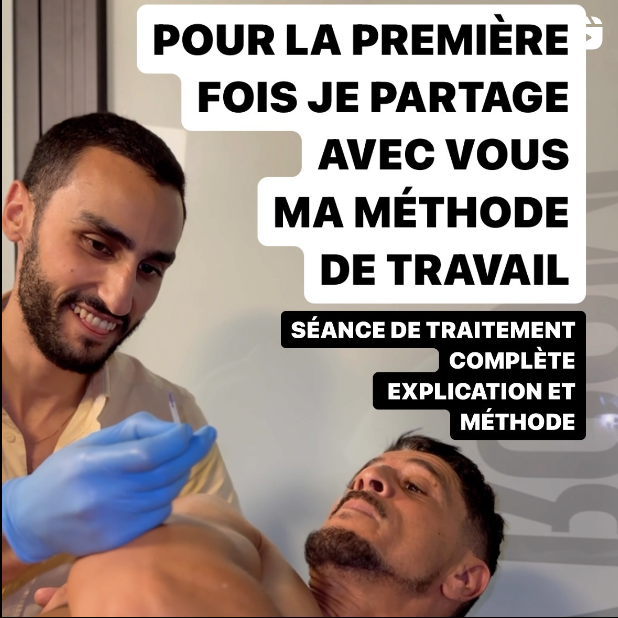 POUR LA PREMIÈRE
FOIS JE PARTAGE
AVEC VOUS
MA MÉTHODE
DE TRAVAIL
SÉANCE DE TRAITEMENT
COMPLÈTE
EXPLICATION ET
MÉTHODE